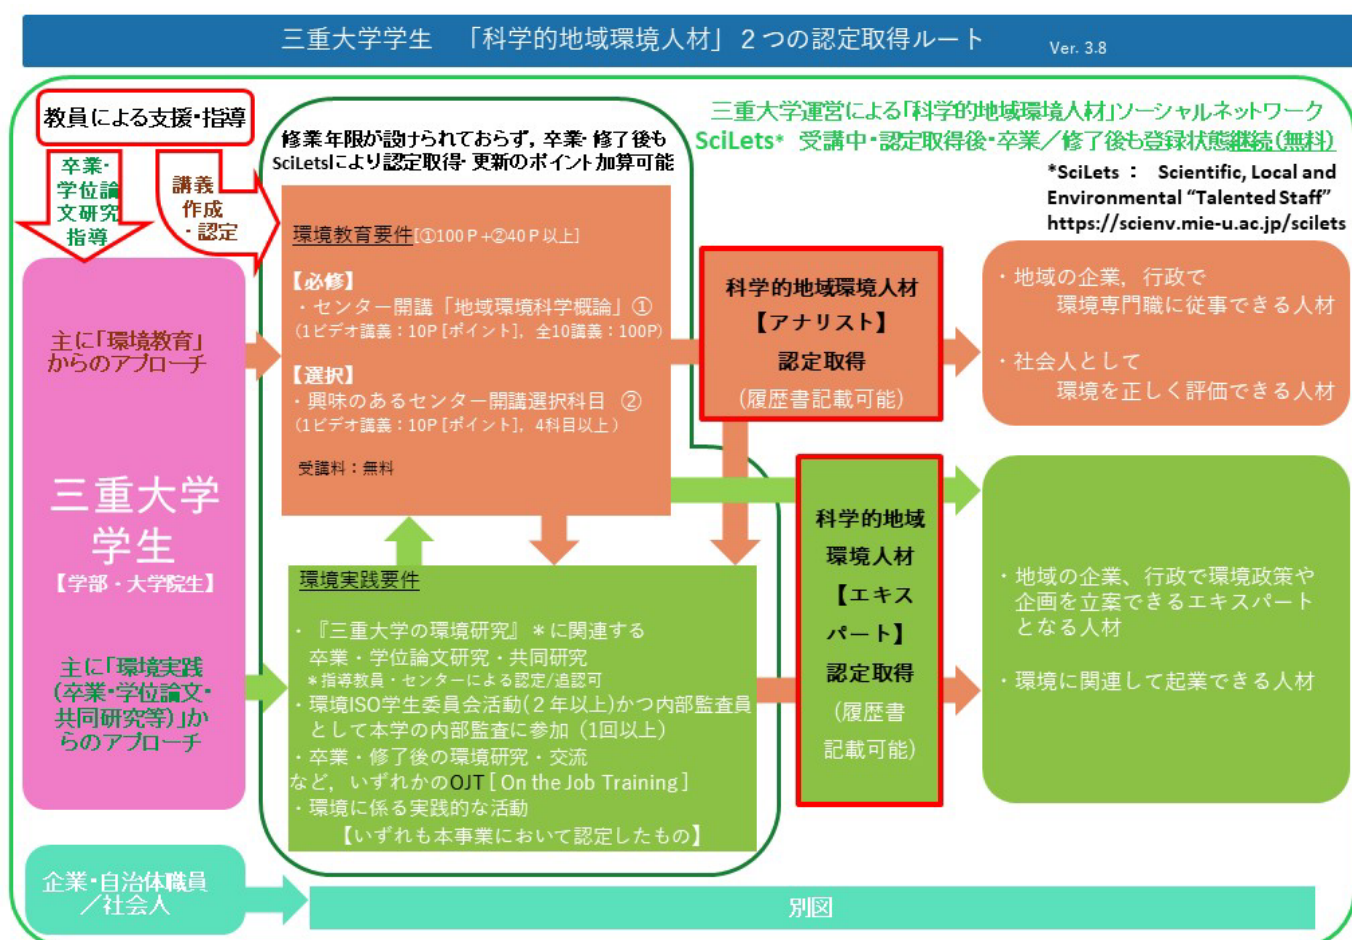 三重大学学生 「科学的地域環境人材」２つの認定取得ルート Ver. 3.8
教員による支援・指導
卒業・
学位論
文研究
指導
講義
作成
・認定
修業年限が設けられておらず，卒業・修了後も
SciLetsにより認定取得・更新のポイント加算可能
三重大学運営による「科学的地域環境人材」ソーシャルネットワーク
SciLets* 受講中・認定取得後・卒業／修了後も登録状態継続(無料)
*SciLets ： Scientific, Local and
Environmental “Talented Staff”
https://scienv.mie-u.ac.jp/scilets
主に「環境教育」
からのアプローチ
三重大学
学生
【学部・大学院生】
主に「環境実践
(卒業・学位論文・
共同研究等)」か
らのアプローチ
環境教育要件[①100Ｐ+②40Ｐ以上]
【必修】
・センター開講「地域環境科学概論」①
(1ビデオ講義：10P [ポイント]，全10講義：100P)
【選択】
・興味のあるセンター開講選択科目 ②
(1ビデオ講義：10P [ポイント]，4科目以上)
受講料：無料
環境実践要件
・『三重大学の環境研究』＊に関連する
卒業・学位論文研究・共同研究
＊指導教員・センターによる認定/追認可
・環境ISO学生委員会活動(２年以上)かつ内部監査員
として本学の内部監査に参加（1回以上）
・卒業・修了後の環境研究・交流
など，いずれかのOJT [ On the Job Training ]
・環境に係る実践的な活動
【いずれも本事業において認定したもの】
科学的地域環境人材
【アナリスト】
認定取得
(履歴書記載可能)
科学的地域
環境人材
【エキス
パート】
認定取得
(履歴書
記載可能)
・地域の企業，行政で
環境専門職に従事できる人材
・社会人として
環境を正しく評価できる人材
・地域の企業、行政で環境政策や
企画を立案できるエキスパート
となる人材
・環境に関連して起業できる人材
企業・自治体職員
／社会人
別図